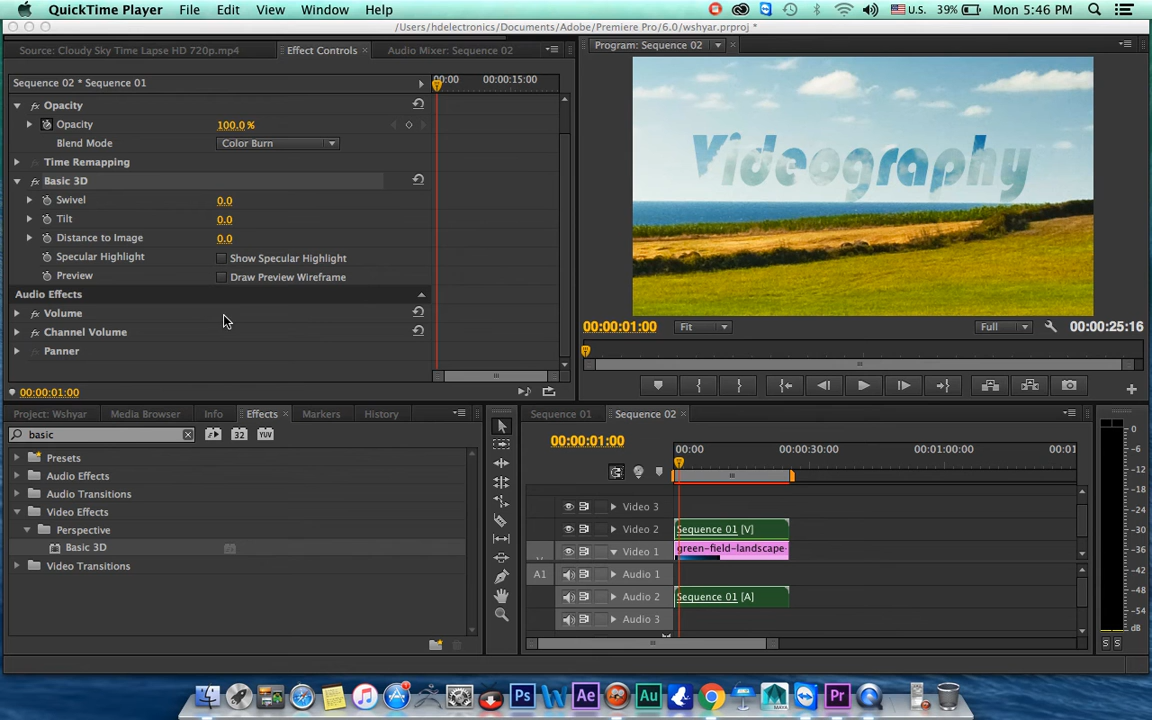 QuickTime Player File Edit View Window Help U.S. 39% Mon 5:46 PM
/Users/hdelectronics/Documents/Adobe/Premiere Pro/6.0/wshyar.prproj *
Source: Cloudy Sky Time Lapse HD 720p.mp4 Effect Controls × Audio Mixer: Sequence 02
Program: Sequence 02 ×
Sequence 02 * Sequence 01
00:00 00:00:15:00
Opacity
Opacity 100.0 %
Blend Mode Color Burn
Time Remapping
Basic 3D
Swivel 0.0
Tilt 0.0
Distance to Image 0.0
Specular Highlight Show Specular Highlight
Preview Draw Preview Wireframe
Audio Effects
Volume
Channel Volume
Panner
00:00:01:00
Videography
00:00:01:00 Fit Full 00:00:25:16
Project: Wshyar Media Browser Info Effects × Markers History
basic
32 YUV
Presets
Audio Effects
Audio Transitions
Video Effects
Perspective
Basic 3D
Video Transitions
Sequence 01 Sequence 02 ×
00:00:01:00
00:00 00:00:30:00 00:01:00:00
Video 3
Video 2 Sequence 01 [V]
Video 1 green-field-landscape-
A1 Audio 1
Audio 2 Sequence 01 [A]
Audio 3
0
-6
-12
-18
-24
-30
-36
-42
-48
-54
dB
S S
Ps W Ae Au Pr
MAYA